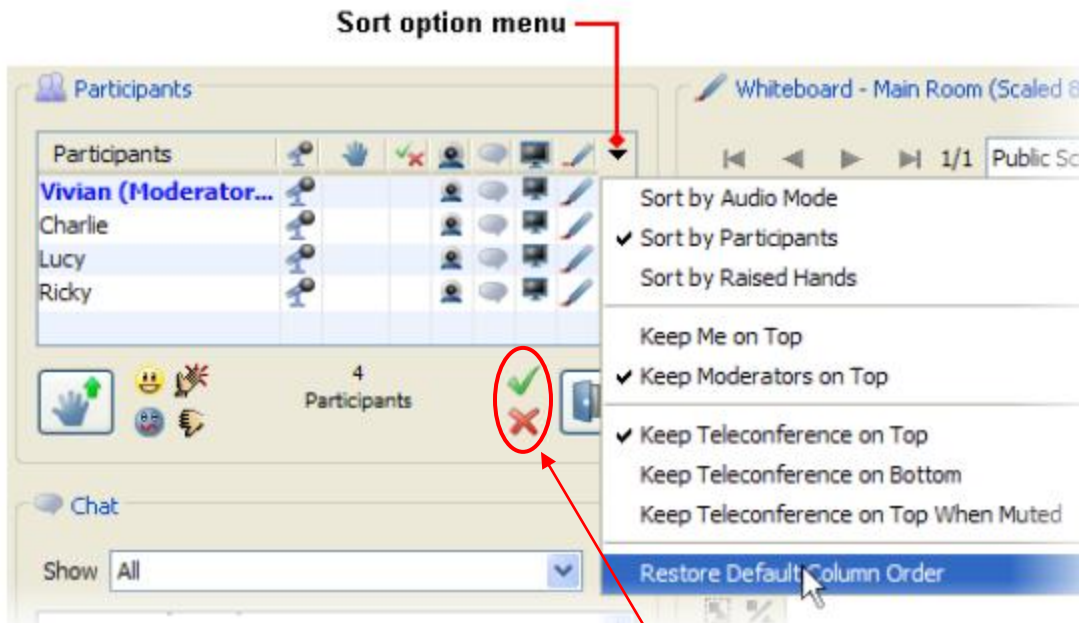 Sort option menu
Participants
Whiteboard - Main Room (Scaled 8
Participants
1/1 Public Sc
Vivian (Moderator...
Charlie
Lucy
Ricky
Sort by Audio Mode
Sort by Participants
Sort by Raised Hands
Keep Me on Top
Keep Moderators on Top
4
Participants
Keep Teleconference on Top
Keep Teleconference on Bottom
Keep Teleconference on Top When Muted
Restore Default Column Order
Chat
Show All